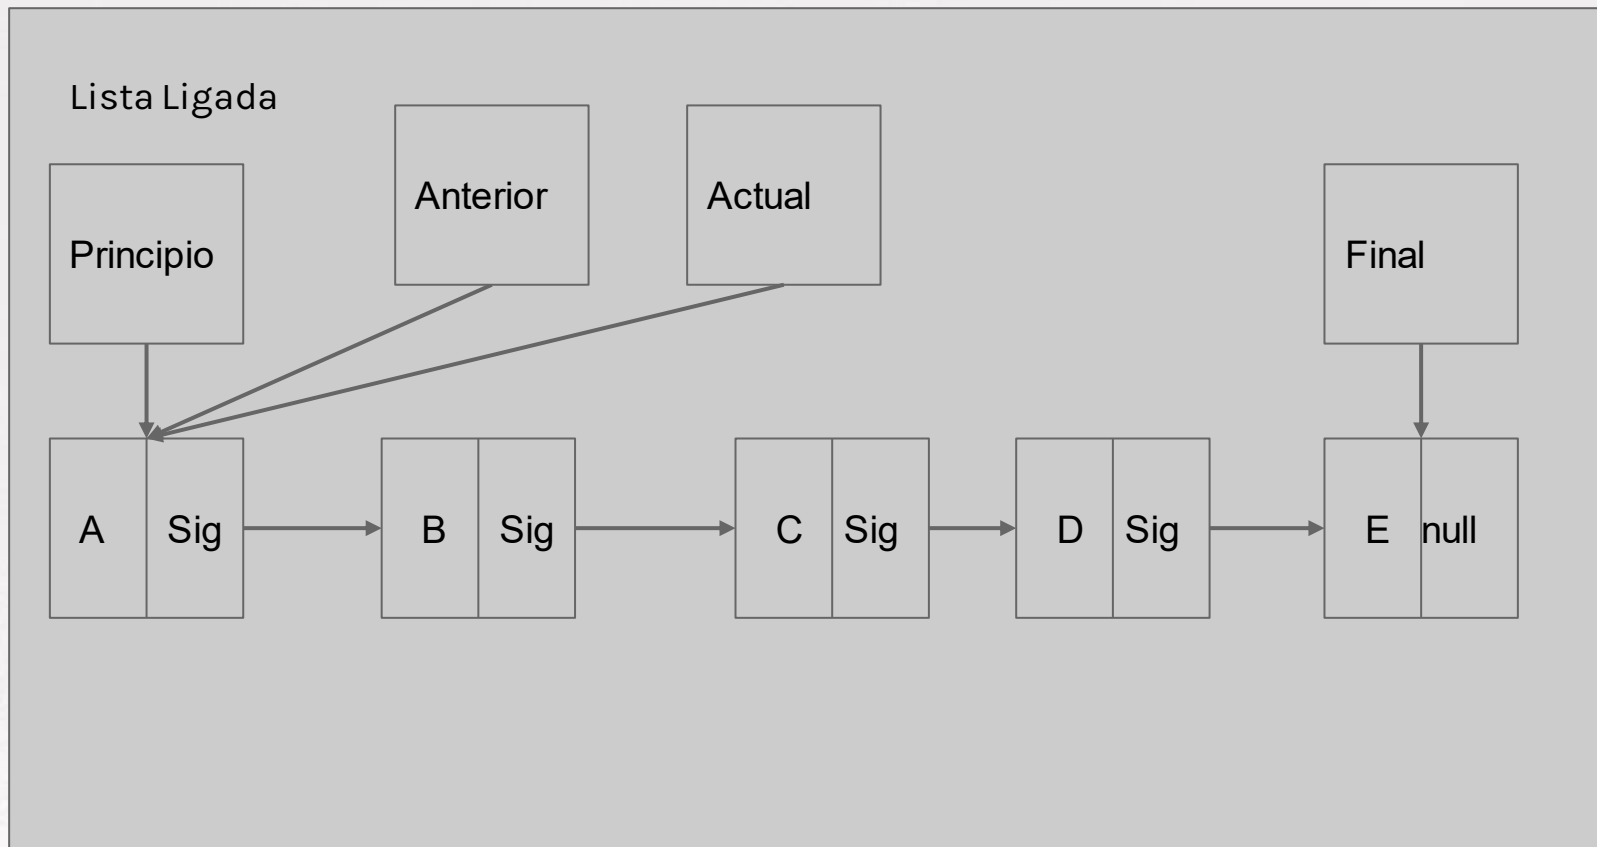 Lista Ligada
Principio
Anterior
Actual
Final
A Sig
B Sig
C Sig
D Sig
E null